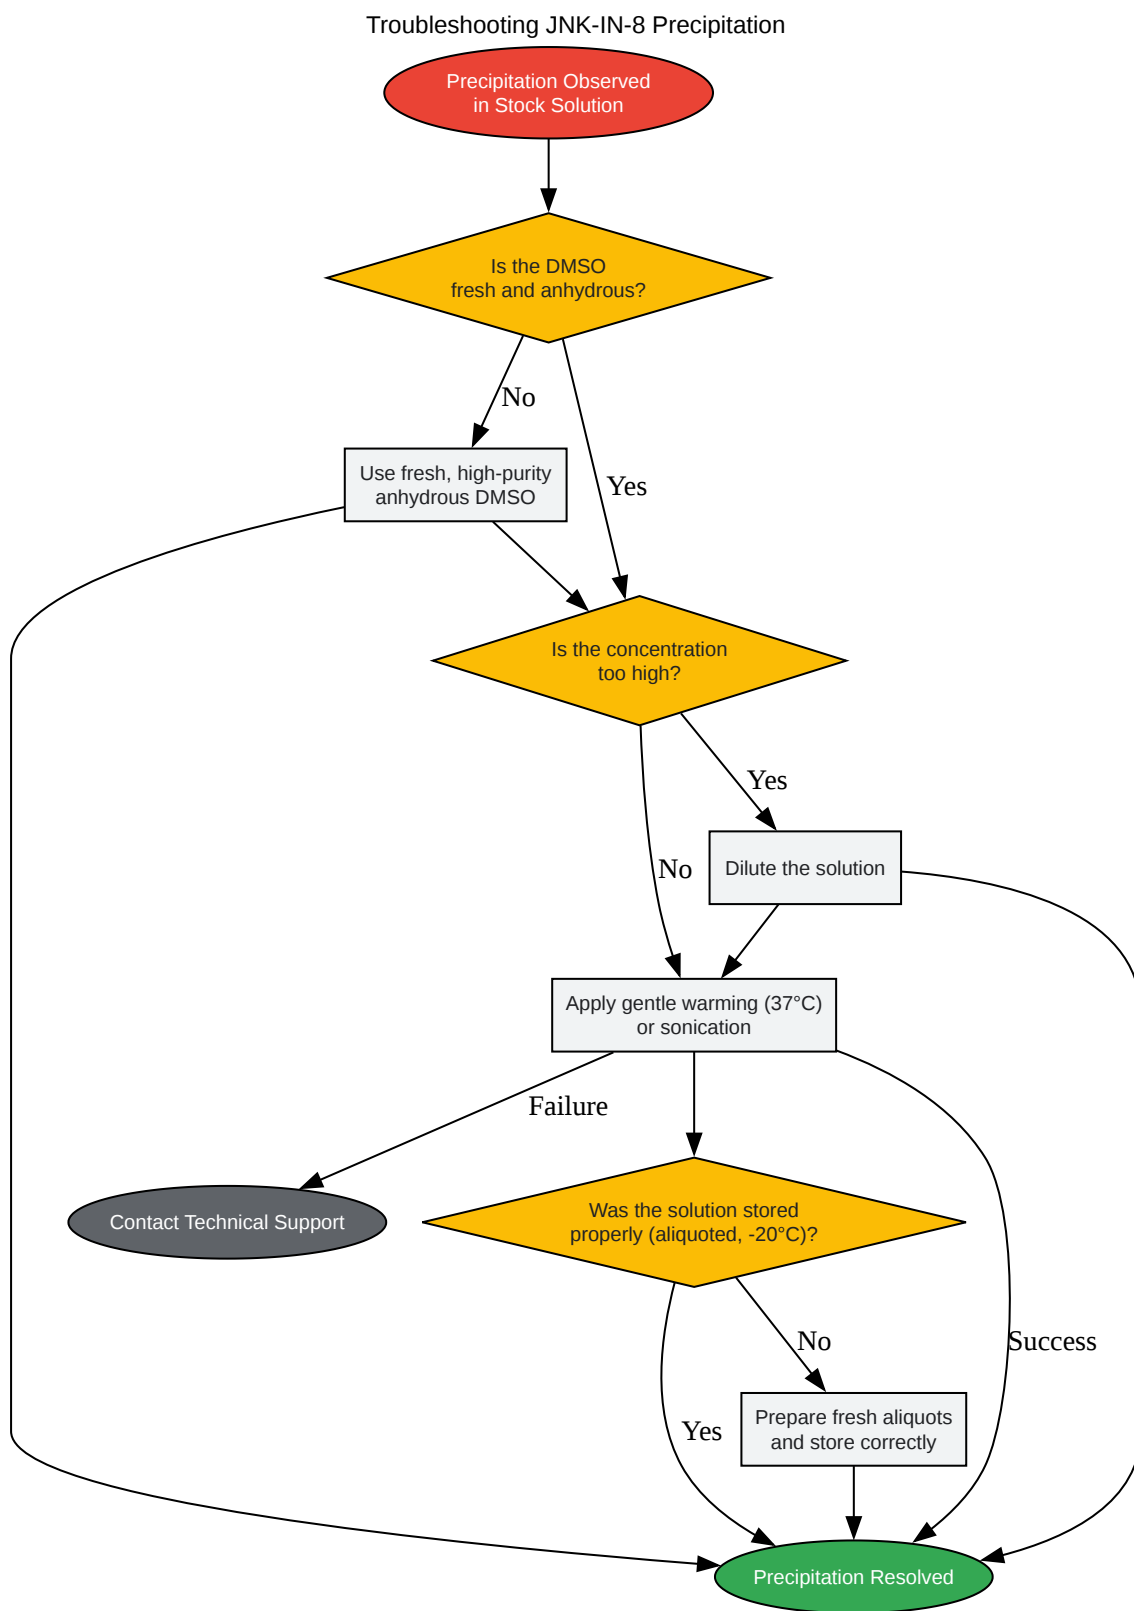 Troubleshooting JNK-IN-8 Precipitation
Precipitation Observed
in Stock Solution
Is the DMSO
fresh and anhydrous?
No
Yes
Use fresh, high-purity
anhydrous DMSO
Is the concentration
too high?
Yes
No
Dilute the solution
Apply gentle warming (37°C)
or sonication
Failure
Contact Technical Support
Was the solution stored
properly (aliquoted, -20°C)?
No
Success
Yes
Prepare fresh aliquots
and store correctly
Precipitation Resolved